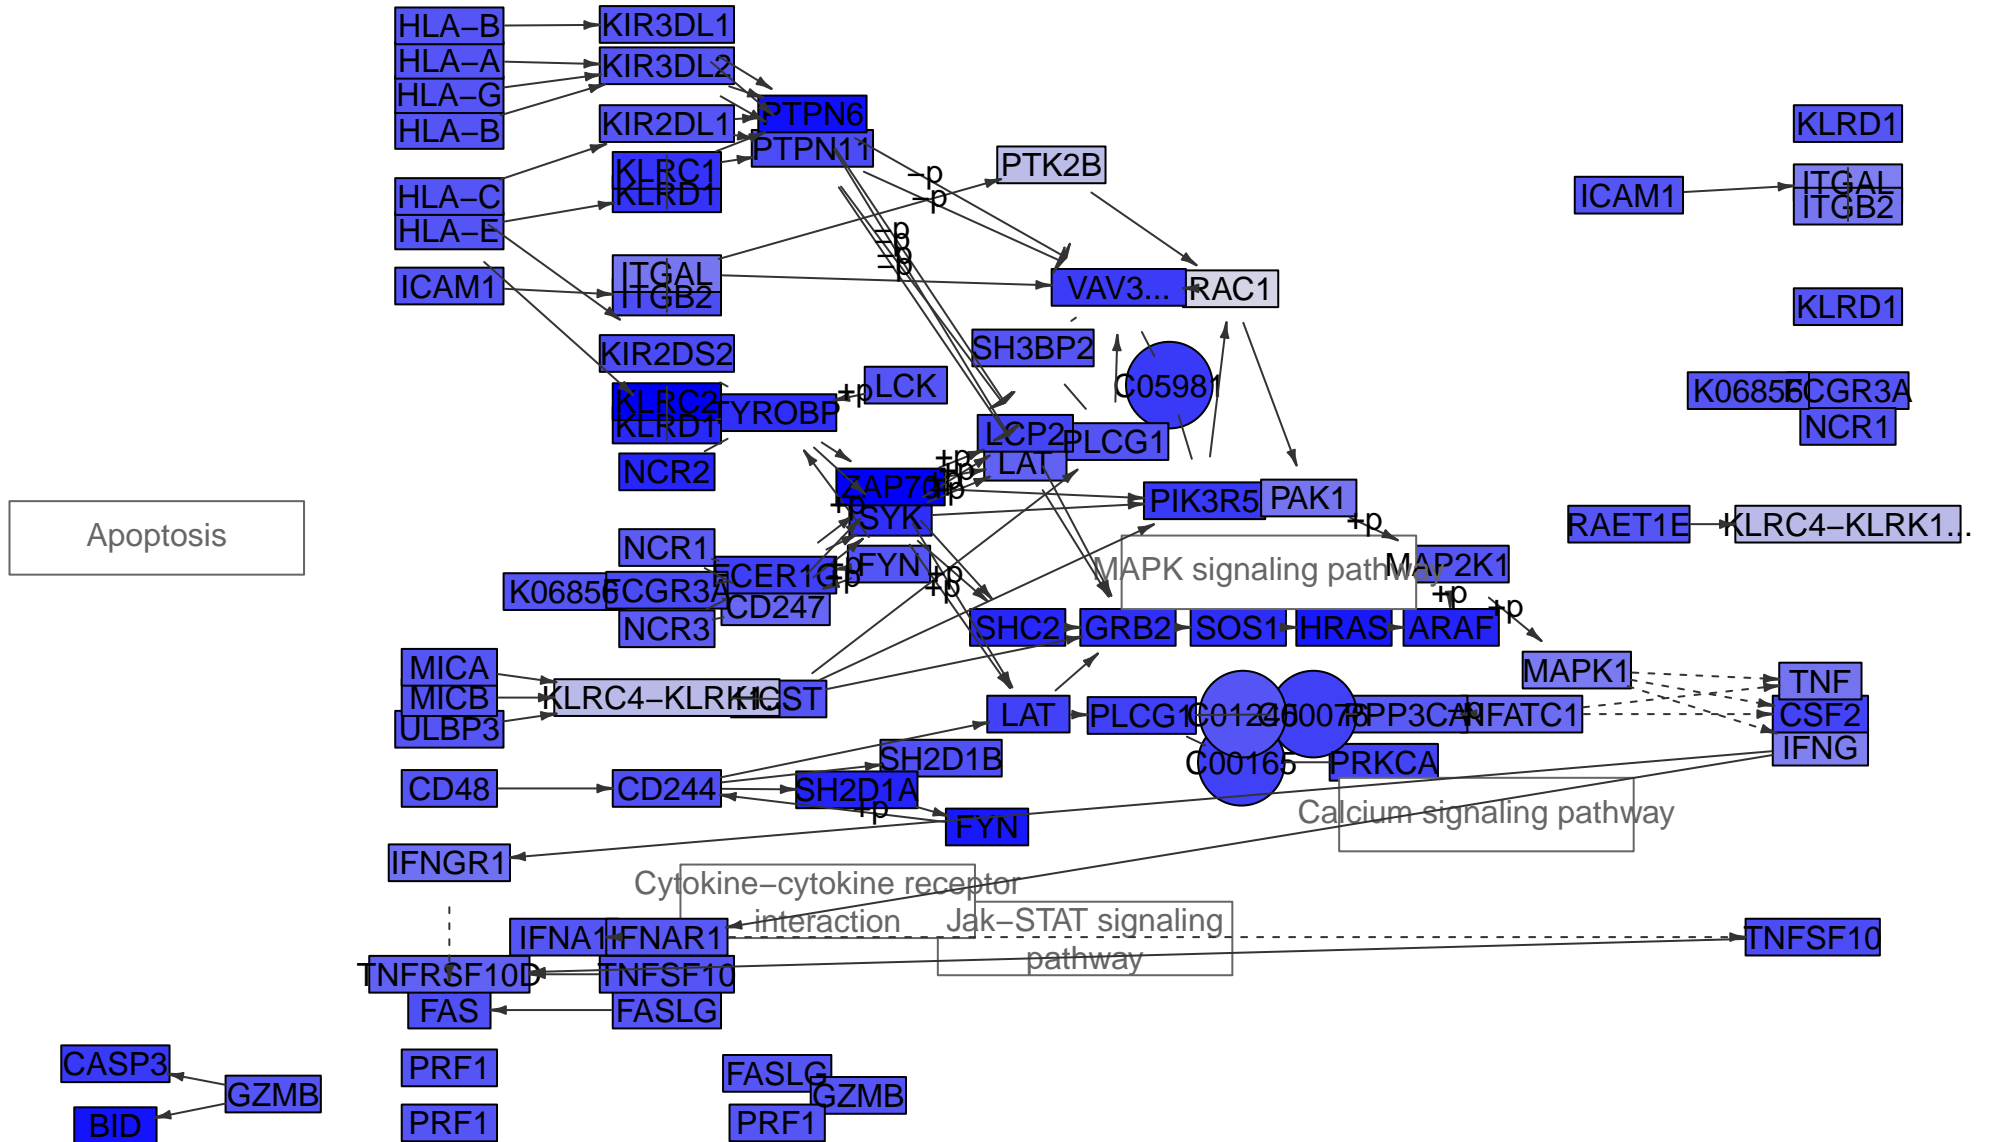 HLA−B
KIR3DL1
HLA−A
KIR3DL2
HLA−G
HLA−B
PTPN6
KIR2DL1
KLRD1
PTPN11
−p
PTK2B
KLRC1
KLRD1
HLA−C
−p
ICAM1
ITGAL
ITGB2
HLA−E
−p
−p
−p
−p
ITGAL
ITGB2
ICAM1
VAV3...
RAC1
KLRD1
KIR2DS2
SH3BP2
C05981
LCK
+p
KLRC2
KLRD1
TYROBP
K06856
FCGR3A
NCR1
LCP2
PLCG1
LAT
NCR2
+p
+p
+p
+p
ZAP70
+p
SYK
PIK3R5
PAK1
+p
RAET1E
KLRC4−KLRK1...
Apoptosis
NCR1
FCER1G
+p
+p
FYN
+p
+p
MAPK signaling pathway
MAP2K1
K06856
FCGR3A
CD247
+p
+p
NCR3
SHC2
GRB2
SOS1
HRAS
ARAF
MICA
MICB
KLRC4−KLRK1...
HCST
ULBP3
MAPK1
TNF
LAT
PLCG1
C01245
C00076
PPP3CA
−p
NFATC1
CSF2
IFNG
SH2D1B
C00165
PRKCA
CD48
CD244
SH2D1A
+p
FYN
Calcium signaling pathway
IFNGR1
Cytokine−cytokine receptor
interaction
Jak−STAT signaling
pathway
IFNA1
IFNAR1
TNFSF10
TNFRSF10D
TNFSF10
FAS
FASLG
CASP3
PRF1
FASLG
GZMB
GZMB
BID
PRF1
PRF1